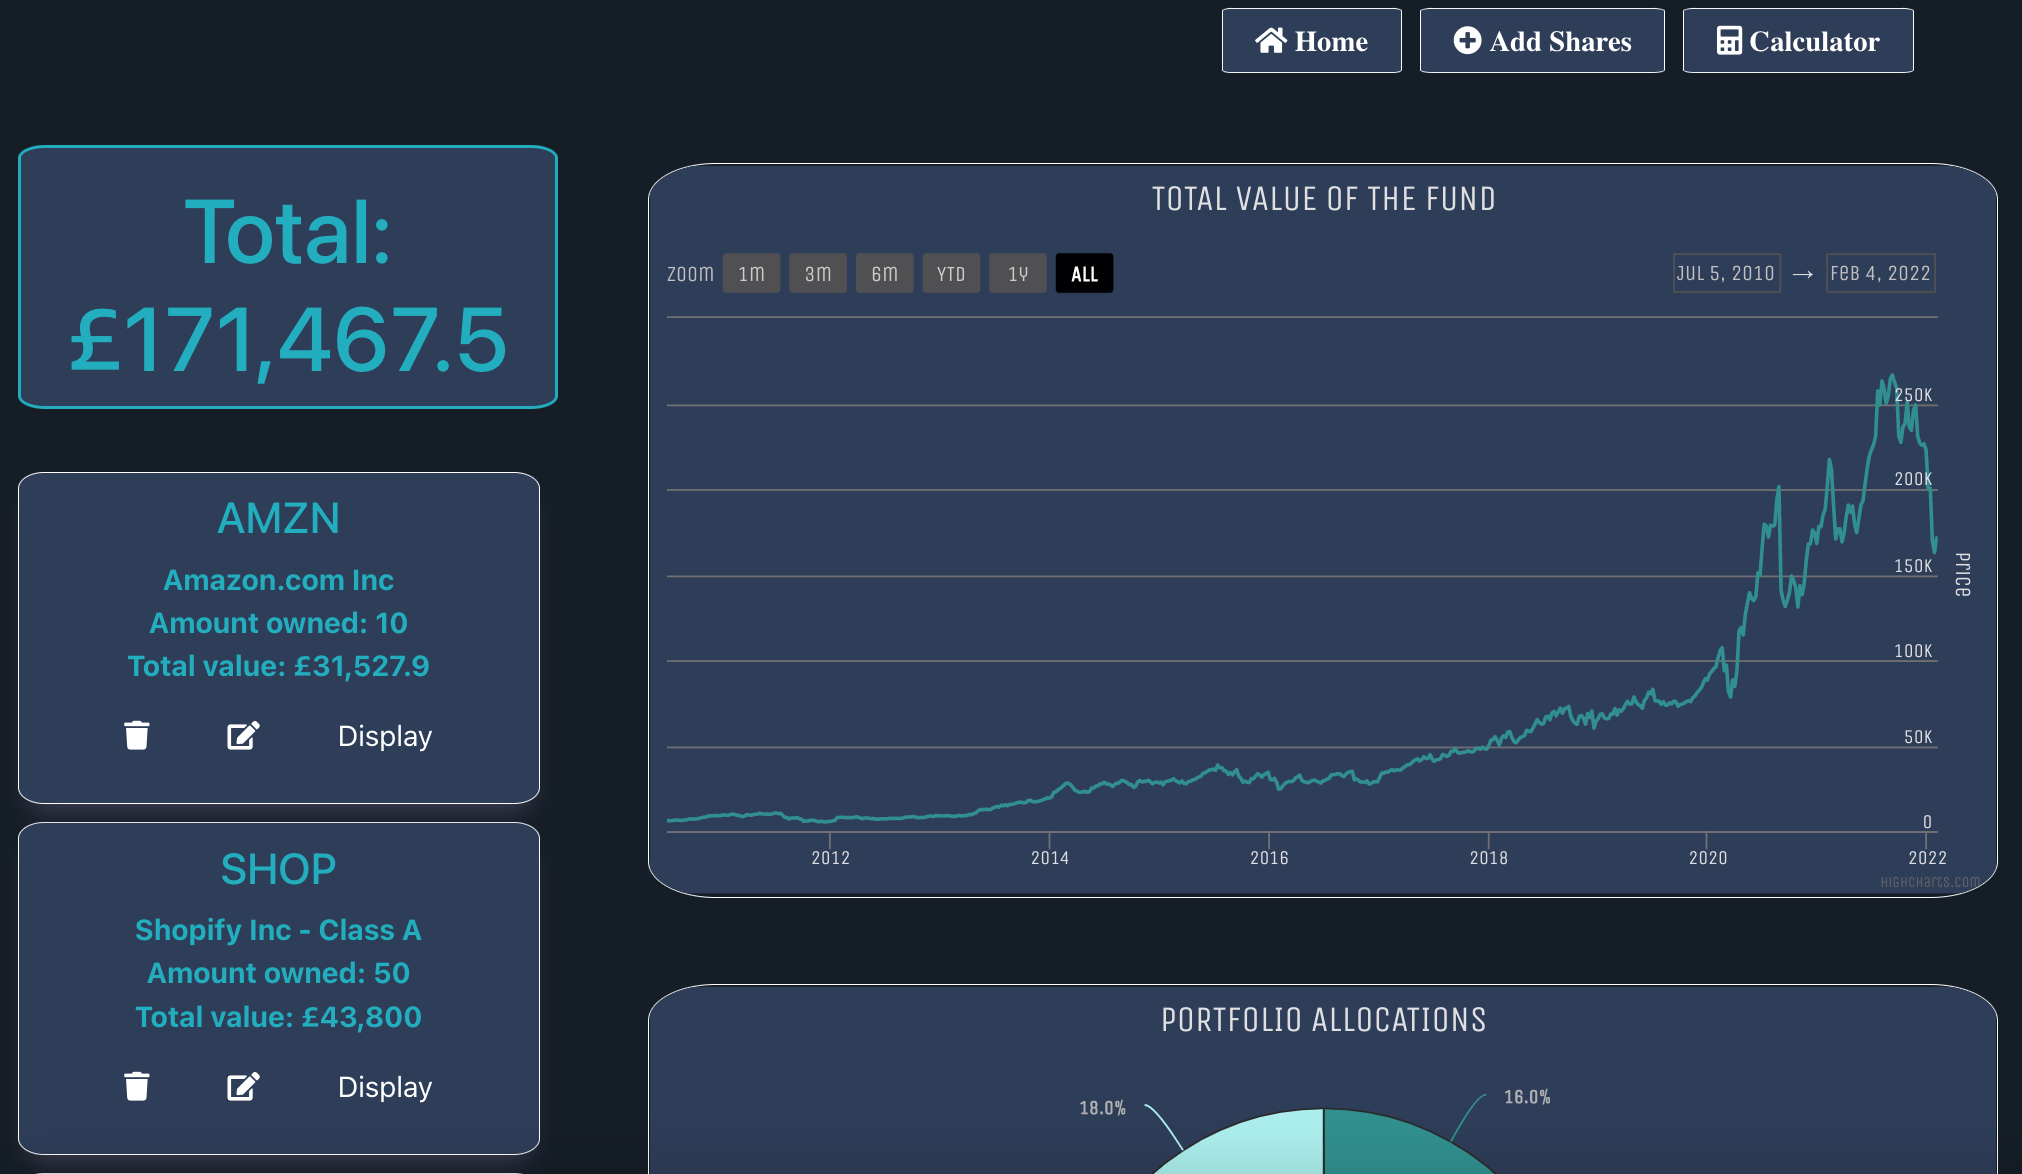 Home
Add Shares
Calculator
Total:
£171,467.5
AMZN
Amazon.com Inc
Amount owned: 10
Total value: £31,527.9
Display
SHOP
Shopify Inc - Class A
Amount owned: 50
Total value: £43,800
Display
TOTAL VALUE OF THE FUND
Zoom 1m 3m 6m YTD 1Y ALL
Jul 5, 2010 → Feb 4, 2022
250K
200K
150K
100K
50K
0
Price
2012 2014 2016 2018 2020 2022
Highcharts.com
PORTFOLIO ALLOCATIONS
18.0% 16.0%